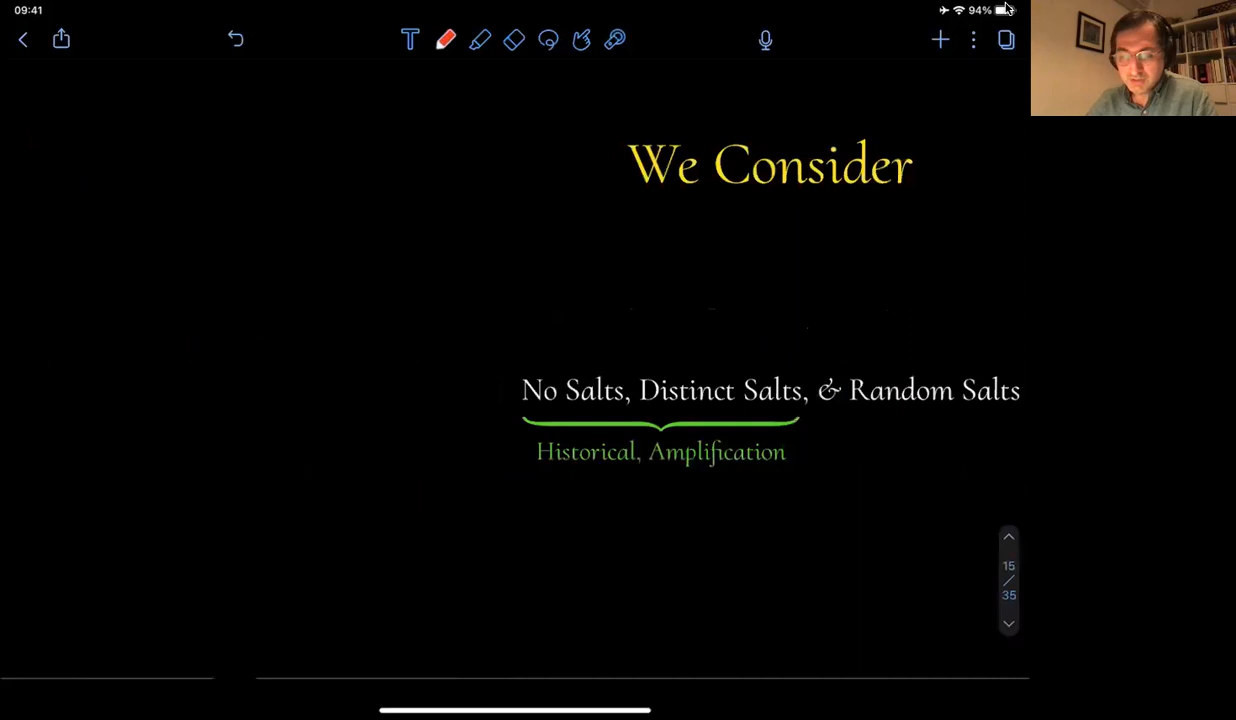 09:41
94%
T
We Consider
No Salts, Distinct Salts, & Random Salts
Historical, Amplification
15
/
35